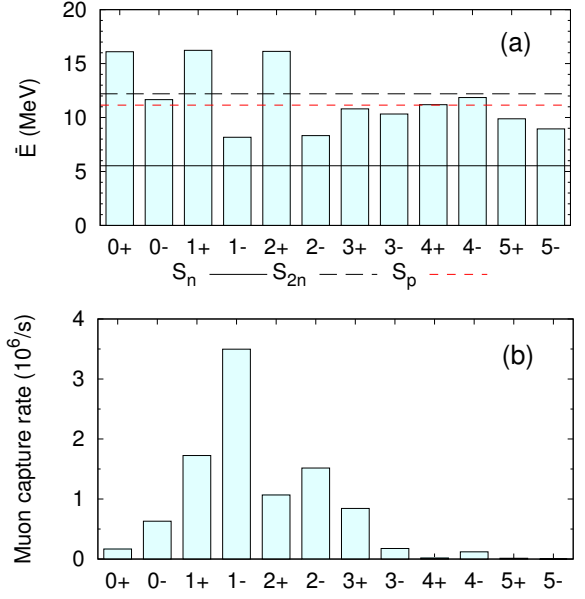 20
(a)
15
10
5
0
Ē (MeV)
0+ 0- 1+ 1- 2+ 2- 3+ 3- 4+ 4- 5+ 5-
Sn S2n Sp
4
(b)
3
2
1
0
Muon capture rate (10^6/s)
0+ 0- 1+ 1- 2+ 2- 3+ 3- 4+ 4- 5+ 5-